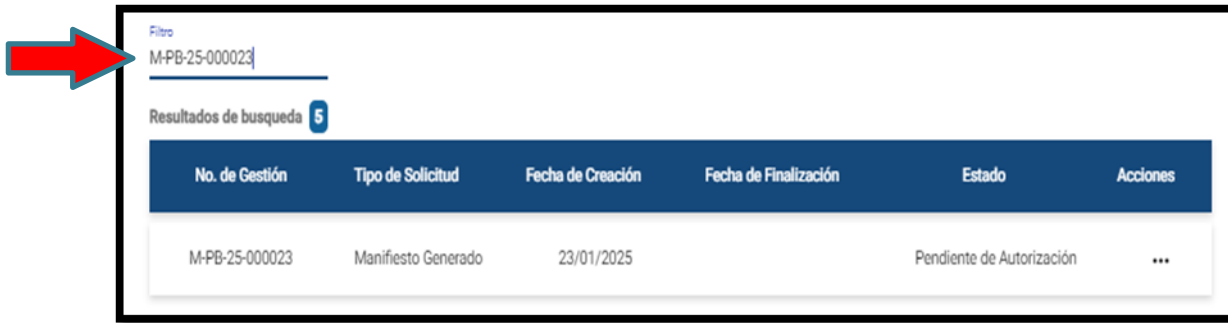 Filtro
M-PB-25-000023
Resultados de busqueda 5
No. de Gestión Tipo de Solicitud Fecha de Creación Fecha de Finalización Estado Acciones
M-PB-25-000023 Manifiesto Generado 23/01/2025 Pendiente de Autorización ...